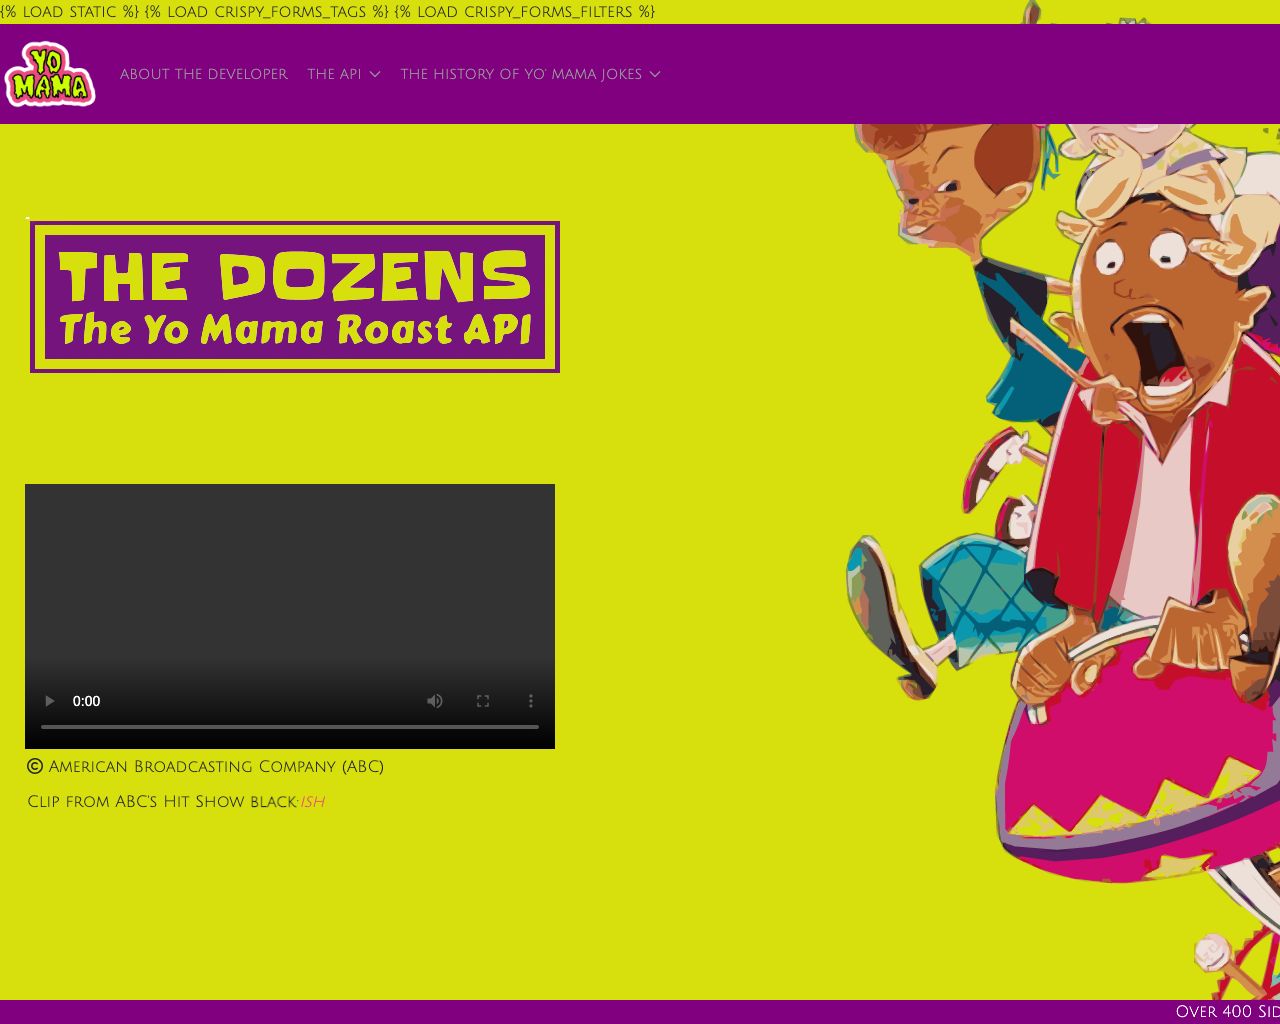 {% load static %} {% load crispy_forms_tags %} {% load crispy_forms_filters %}
YO MAMA
ABOUT THE DEVELOPER THE API THE HISTORY OF YO' MAMA JOKES
THE DOZENS
The Yo Mama Roast API
0:00
© American Broadcasting Company (ABC)
Clip from ABC's Hit Show black·ish
Over 400 Sid